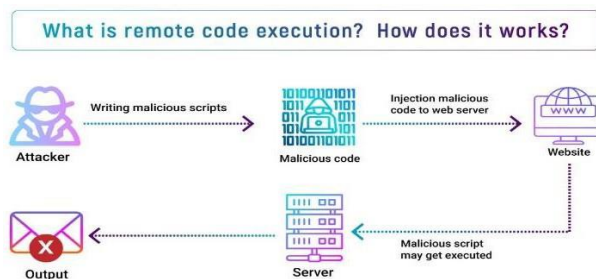 What is remote code execution? How does it works?
Writing malicious scripts
Attacker
Malicious code
Injection malicious
code to web server
WWW
Website
Malicious script
may get executed
Server
Output